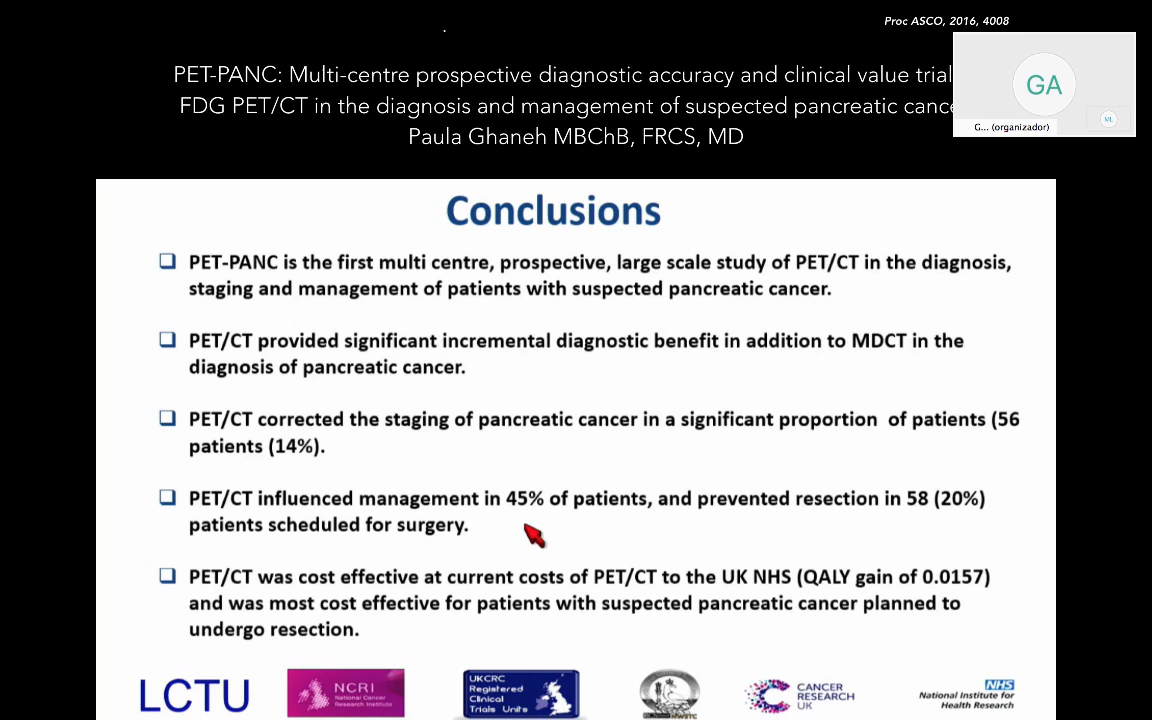 Proc ASCO, 2016, 4008
PET-PANC: Multi-centre prospective diagnostic accuracy and clinical value trial
FDG PET/CT in the diagnosis and management of suspected pancreatic cance
Paula Ghaneh MBChB, FRCS, MD
GA
G... (organizador)
ML
Conclusions
PET-PANC is the first multi centre, prospective, large scale study of PET/CT in the diagnosis,
staging and management of patients with suspected pancreatic cancer.
PET/CT provided significant incremental diagnostic benefit in addition to MDCT in the
diagnosis of pancreatic cancer.
PET/CT corrected the staging of pancreatic cancer in a significant proportion of patients (56
patients (14%).
PET/CT influenced management in 45% of patients, and prevented resection in 58 (20%)
patients scheduled for surgery.
PET/CT was cost effective at current costs of PET/CT to the UK NHS (QALY gain of 0.0157)
and was most cost effective for patients with suspected pancreatic cancer planned to
undergo resection.
LCTU
NCRI
National Cancer
Research Institute
UKCRC
Registered
Clinical
Trials Units
CANCER
RESEARCH
UK
NHS
National Institute for
Health Research